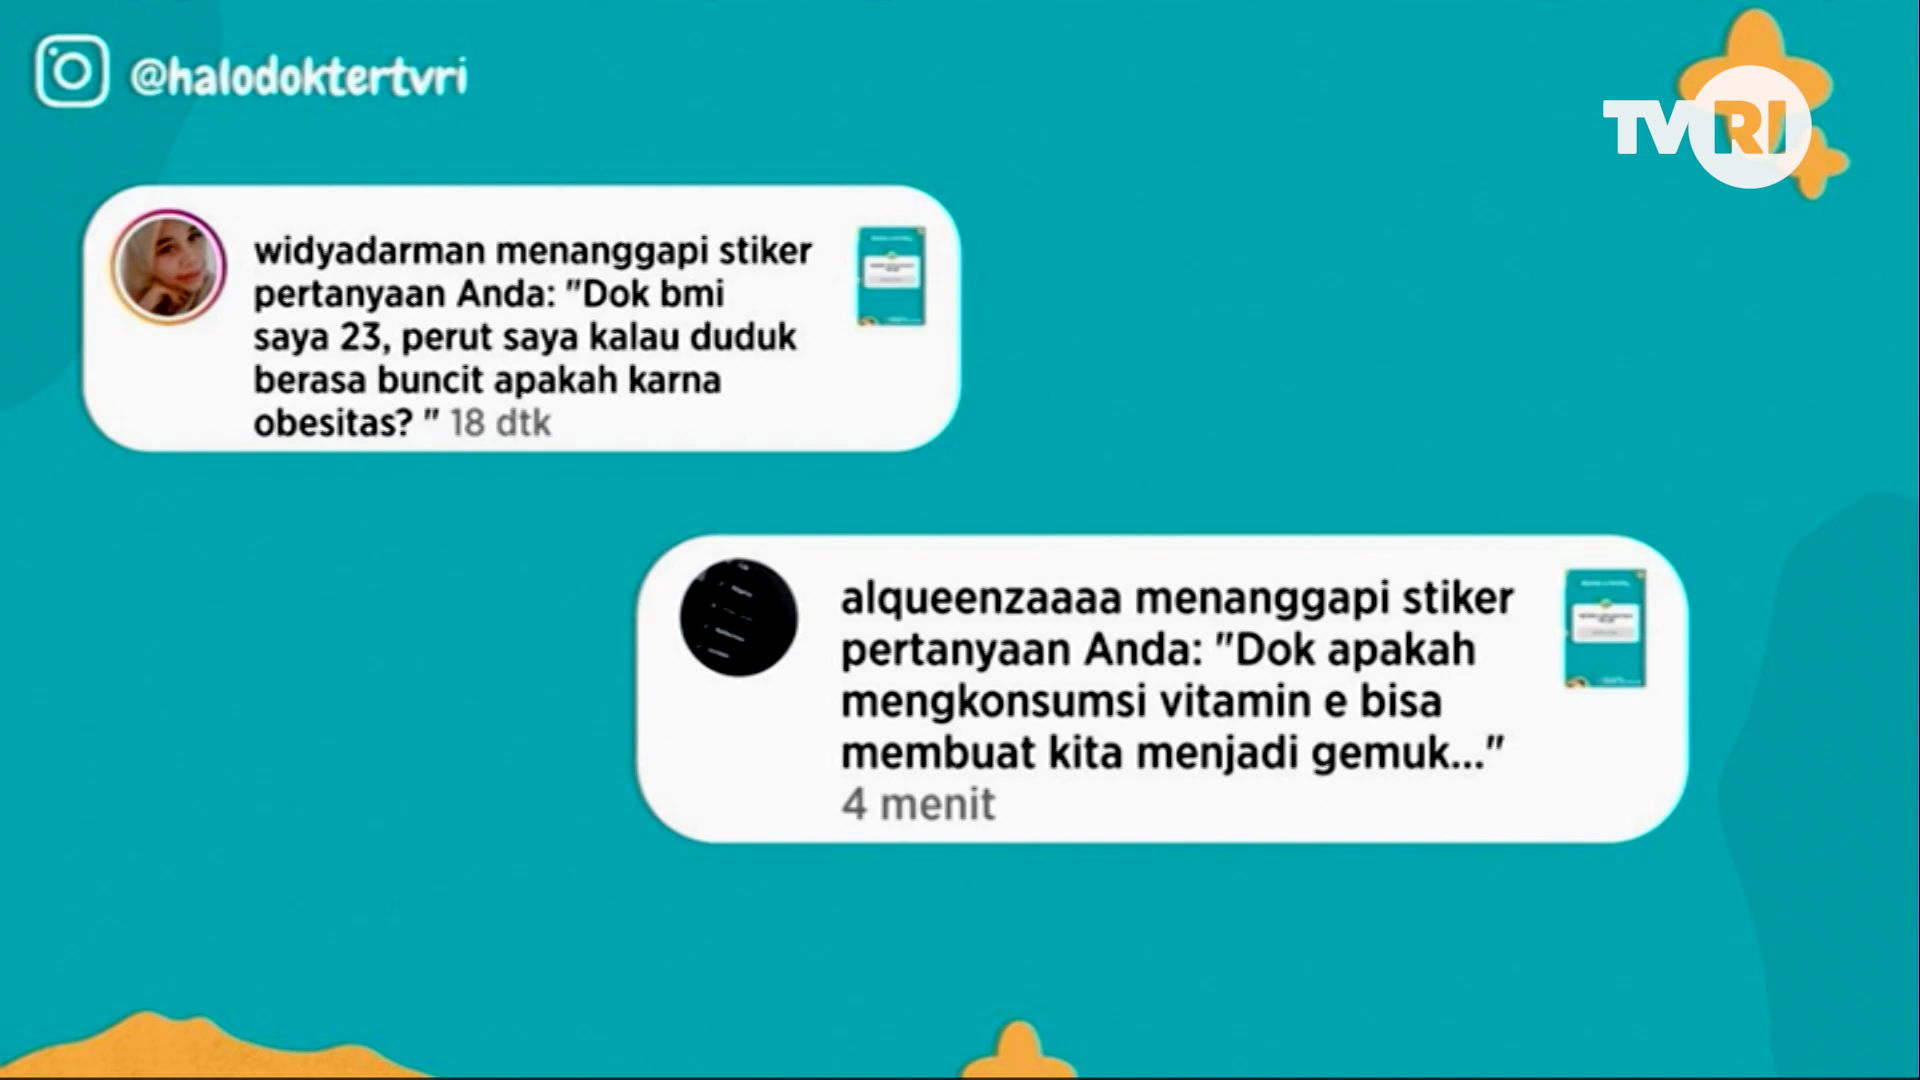 @halodoktertvri
TVRI
widyadarman menanggapi stiker
pertanyaan Anda: "Dok bmi
saya 23, perut saya kalau duduk
berasa buncit apakah karna
obesitas? " 18 dtk
alqueenzaaaa menanggapi stiker
pertanyaan Anda: "Dok apakah
mengkonsumsi vitamin e bisa
membuat kita menjadi gemuk..."
4 menit